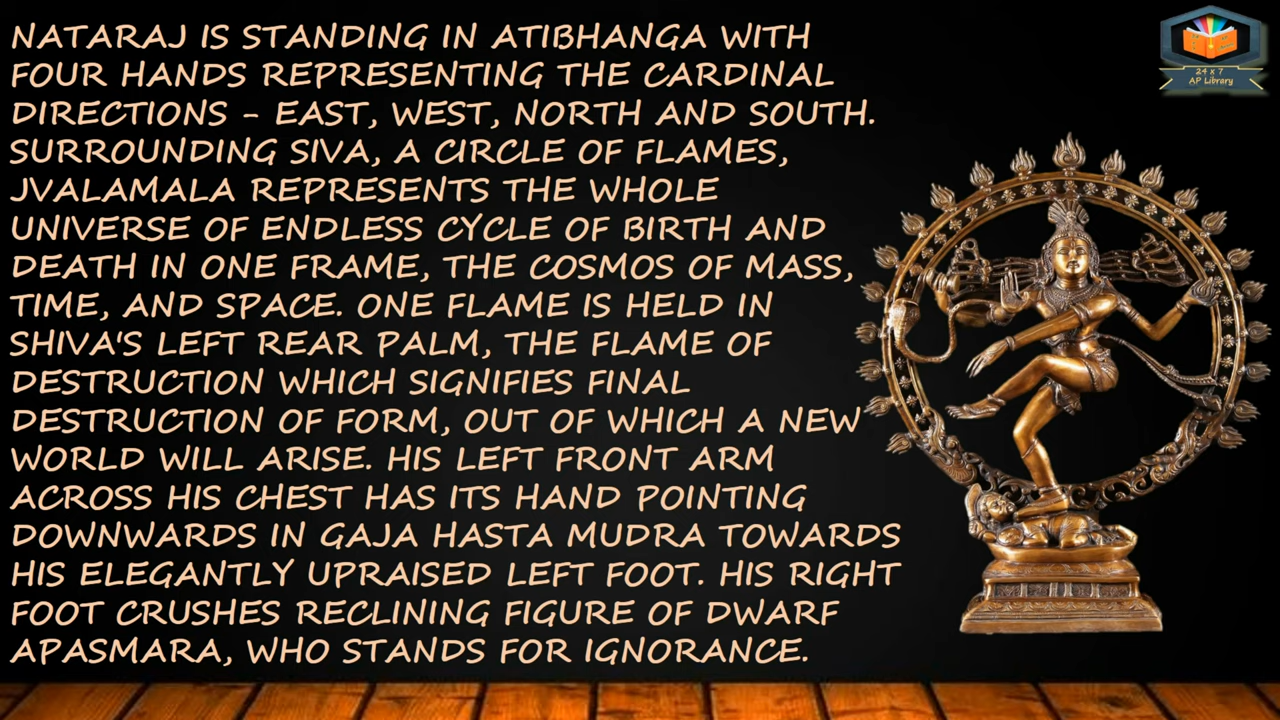 NATARAJ IS STANDING IN ATIBHANGA WITH
FOUR HANDS REPRESENTING THE CARDINAL
DIRECTIONS - EAST, WEST, NORTH AND SOUTH.
SURROUNDING SIVA, A CIRCLE OF FLAMES,
JVALAMALA REPRESENTS THE WHOLE
UNIVERSE OF ENDLESS CYCLE OF BIRTH AND
DEATH IN ONE FRAME, THE COSMOS OF MASS,
TIME, AND SPACE. ONE FLAME IS HELD IN
SHIVA'S LEFT REAR PALM, THE FLAME OF
DESTRUCTION WHICH SIGNIFIES FINAL
DESTRUCTION OF FORM, OUT OF WHICH A NEW
WORLD WILL ARISE. HIS LEFT FRONT ARM
ACROSS HIS CHEST HAS ITS HAND POINTING
DOWNWARDS IN GAJA HASTA MUDRA TOWARDS
HIS ELEGANTLY UPRAISED LEFT FOOT. HIS RIGHT
FOOT CRUSHES RECLINING FIGURE OF DWARF
APASMARA, WHO STANDS FOR IGNORANCE.
24 x 7
AP Library